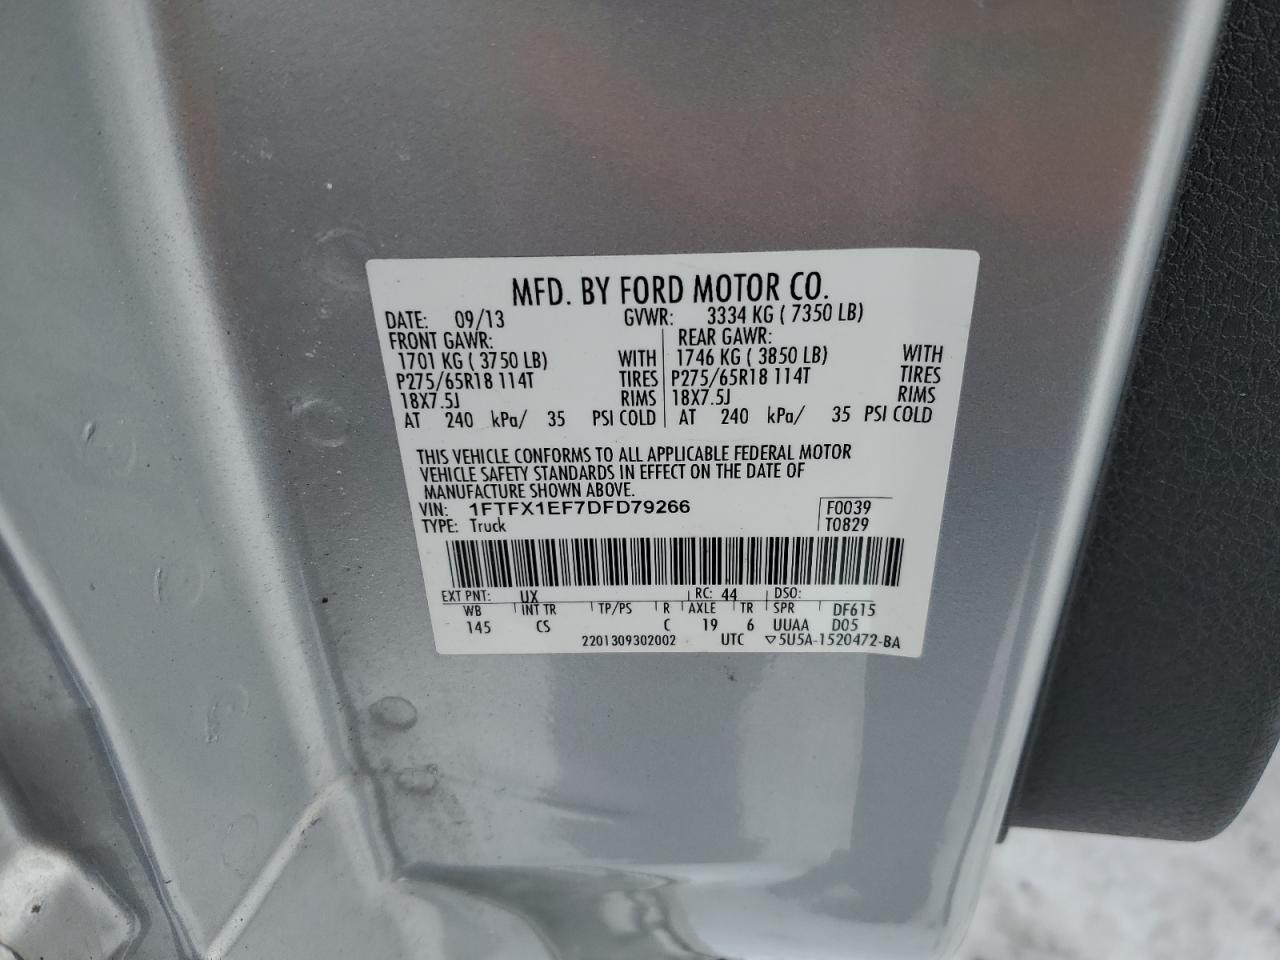 MFD. BY FORD MOTOR CO.
DATE: 09/13 GVWR: 3334 KG ( 7350 LB)
FRONT GAWR: REAR GAWR:
1701 KG ( 3750 LB) WITH 1746 KG ( 3850 LB) WITH
P275/65R18 114T TIRES P275/65R18 114T TIRES
18X7.5J RIMS 18X7.5J RIMS
AT 240 kPa/ 35 PSI COLD AT 240 kPa/ 35 PSI COLD
THIS VEHICLE CONFORMS TO ALL APPLICABLE FEDERAL MOTOR
VEHICLE SAFETY STANDARDS IN EFFECT ON THE DATE OF
MANUFACTURE SHOWN ABOVE.
VIN: 1FTFX1EF7DFD79266 F0039
TYPE: Truck T0829
EXT PNT: UX RC: 44 DSO:
WB INT TR TP/PS R AXLE TR SPR DF615
145 CS C 19 6 UUAA D05
2201309302002 UTC ▽5U5A-1520472-BA